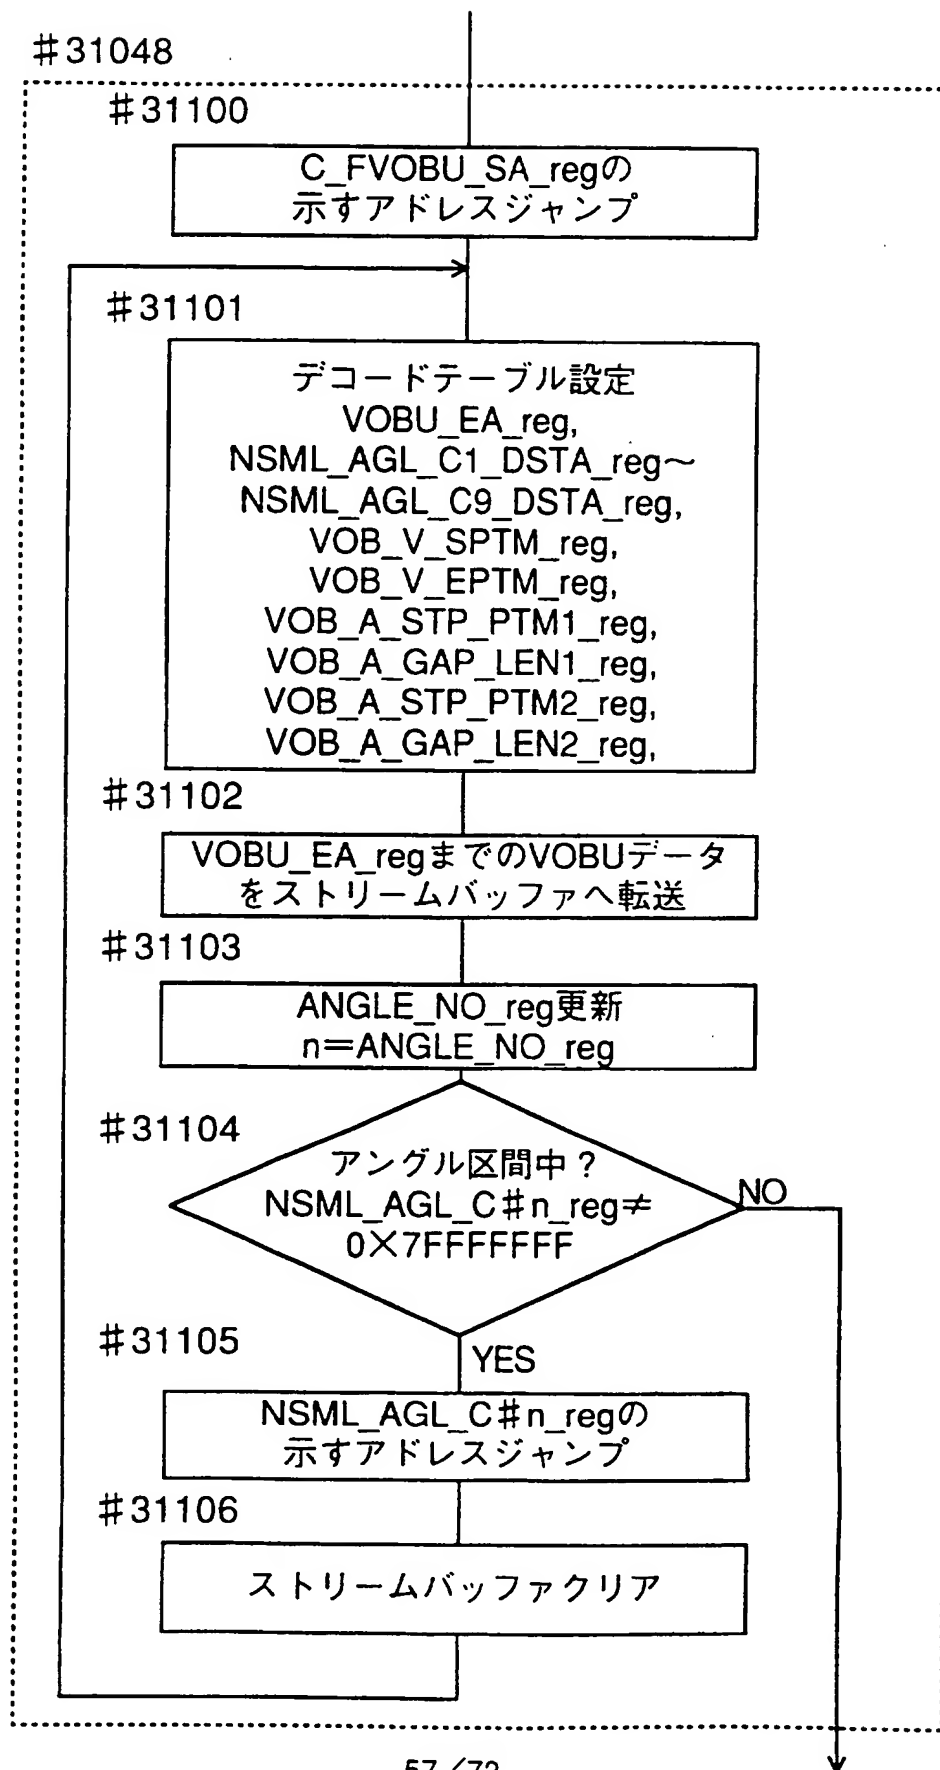 #31048
#31100
C_FVOBU_SA_regの
示すアドレスジャンプ
#31101
デコードテーブル設定
VOBU_EA_reg,
NSML_AGL_C1_DSTA_reg～
NSML_AGL_C9_DSTA_reg,
VOB_V_SPTM_reg,
VOB_V_EPTM_reg,
VOB_A_STP_PTM1_reg,
VOB_A_GAP_LEN1_reg,
VOB_A_STP_PTM2_reg,
VOB_A_GAP_LEN2_reg,
#31102
VOBU_EA_regまでのVOBUデータ
をストリームバッファへ転送
#31103
ANGLE_NO_reg更新
n＝ANGLE_NO_reg
#31104
アングル区間中？
NSML_AGL_C#n_reg≠
0×7FFFFFFF
NO
YES
#31105
NSML_AGL_C#n_regの
示すアドレスジャンプ
#31106
ストリームバッファクリア
57/72